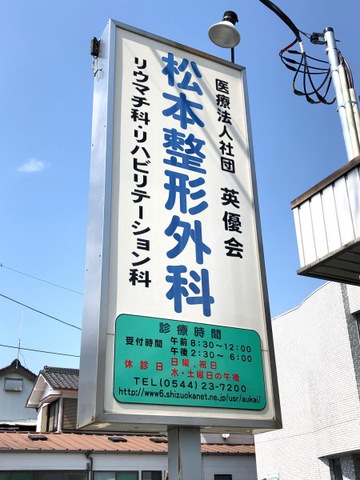 医療法人社団 英優会
松本整形外科
リウマチ科・リハビリテーション科
診療時間
受付時間 午前 8:30~12:00
午後 2:30~ 6:00
休診日 日曜、祝日
木・土曜日の午後
TEL(0544)23-7200
http://www6.shizuokanet.ne.jp/usr/aukai/